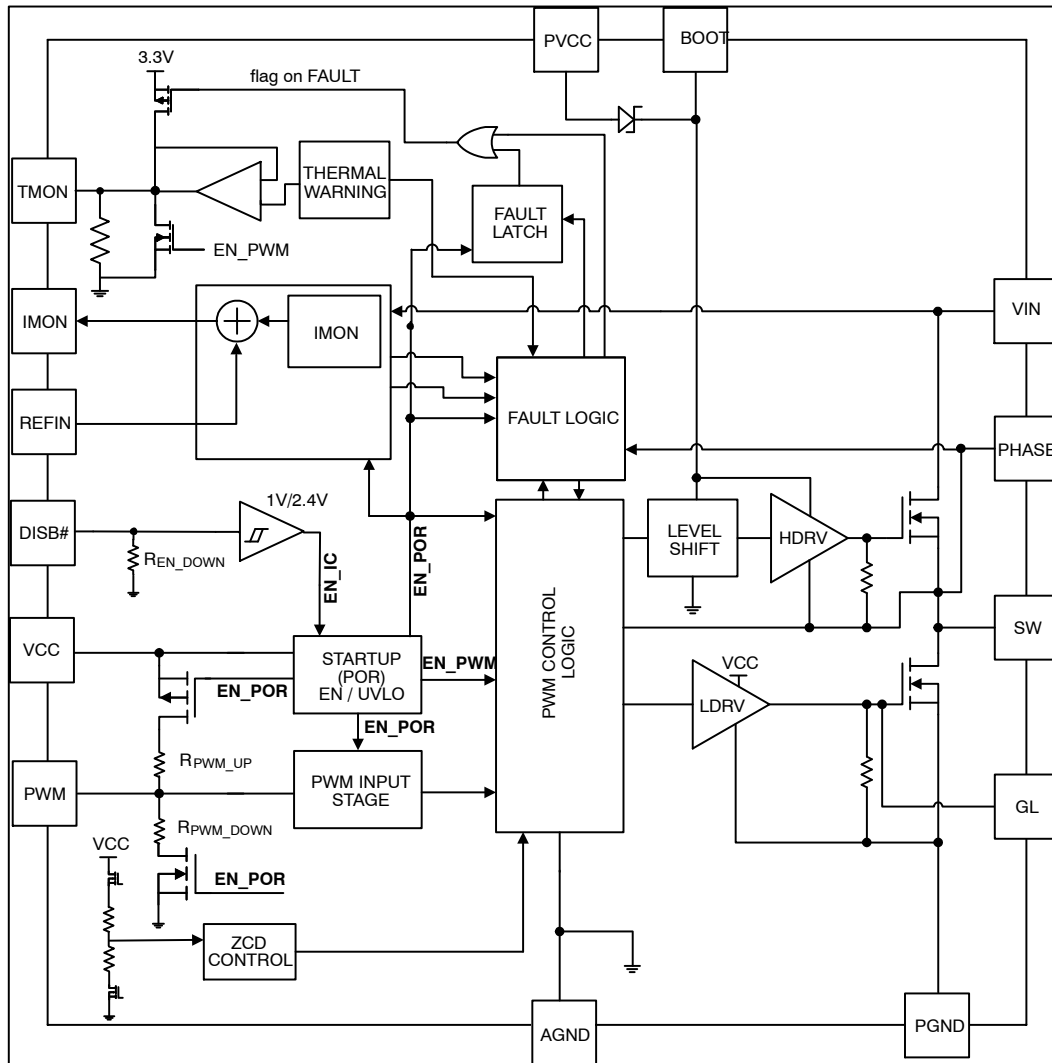 PVCC
BOOT
3.3V
flag on FAULT
TMON
THERMAL
WARNING
FAULT
LATCH
EN_PWM
IMON
IMON
VIN
REFIN
FAULT LOGIC
PHASE
1V/2.4V
DISB#
REN_DOWN
EN_IC
EN_POR
LEVEL
SHIFT
HDRV
VCC
STARTUP
(POR)
EN / UVLO
EN_PWM
EN_POR
EN_POR
PWM CONTROL
LOGIC
SW
VCC
LDRV
RPWM_UP
PWM
PWM INPUT
STAGE
GL
RPWM_DOWN
VCC
EN_POR
ZCD
CONTROL
AGND
PGND